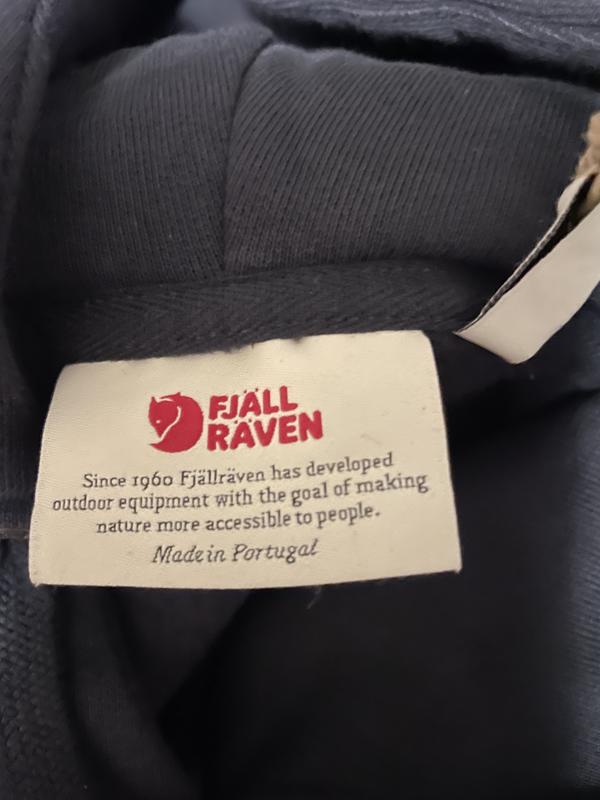 FJÄLL
RÄVEN
Since 1960 Fjällräven has developed
outdoor equipment with the goal of making
nature more accessible to people.
Made in Portugal